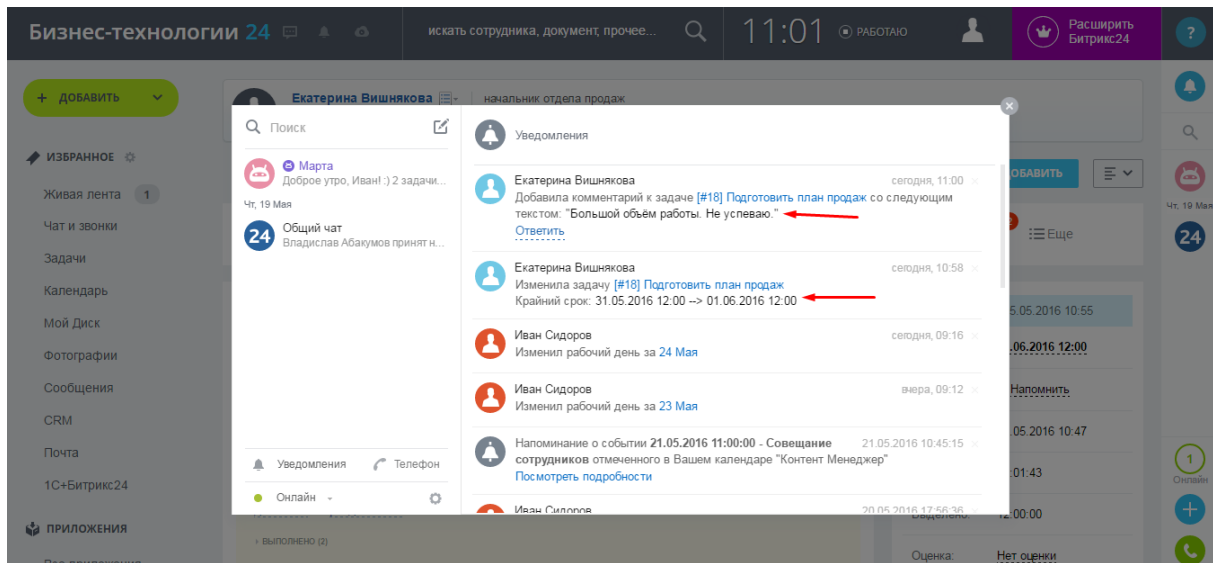 Бизнес-технологии 24
искать сотрудника, документ, прочее...
11:01
РАБОТАЮ
Расширить
Битрикс24
?
+ ДОБАВИТЬ
ИЗБРАННОЕ
Живая лента 1
Чат и звонки
Задачи
Календарь
Мой Диск
Фотографии
Сообщения
CRM
Почта
1С+Битрикс24
ПРИЛОЖЕНИЯ
Екатерина Вишнякова
начальник отдела продаж
Поиск
Марта
Доброе утро, Иван! :) 2 задачи...
Чт, 19 Мая
24
Общий чат
Владислав Абакумов принят н...
Уведомления
Телефон
Онлайн
Уведомления
Екатерина Вишнякова
сегодня, 11:00
Добавила комментарий к задаче [#18] Подготовить план продаж со следующим
текстом: "Большой объём работы. Не успеваю."
Ответить
Екатерина Вишнякова
сегодня, 10:58
Изменила задачу [#18] Подготовить план продаж
Крайний срок: 31.05.2016 12:00 --> 01.06.2016 12:00
Иван Сидоров
сегодня, 09:16
Изменил рабочий день за 24 Мая
Иван Сидоров
вчера, 09:12
Изменил рабочий день за 23 Мая
Напоминание о событии 21.05.2016 11:00:00 - Совещание
21.05.2016 10:45:15
сотрудников отмеченного в Вашем календаре "Контент Менеджер"
Посмотреть подробности
Иван Сидоров
20.05.2016 17:56:36
ВЫПОЛНЕНО (2)
ОБАВИТЬ
Еще
5.05.2016 10:55
.06.2016 12:00
Напомнить
.05.2016 10:47
:01:43
Выделено:
12:00:00
Оценка:
Нет оценки
Чт, 19 Мая
24
1
Онлайн